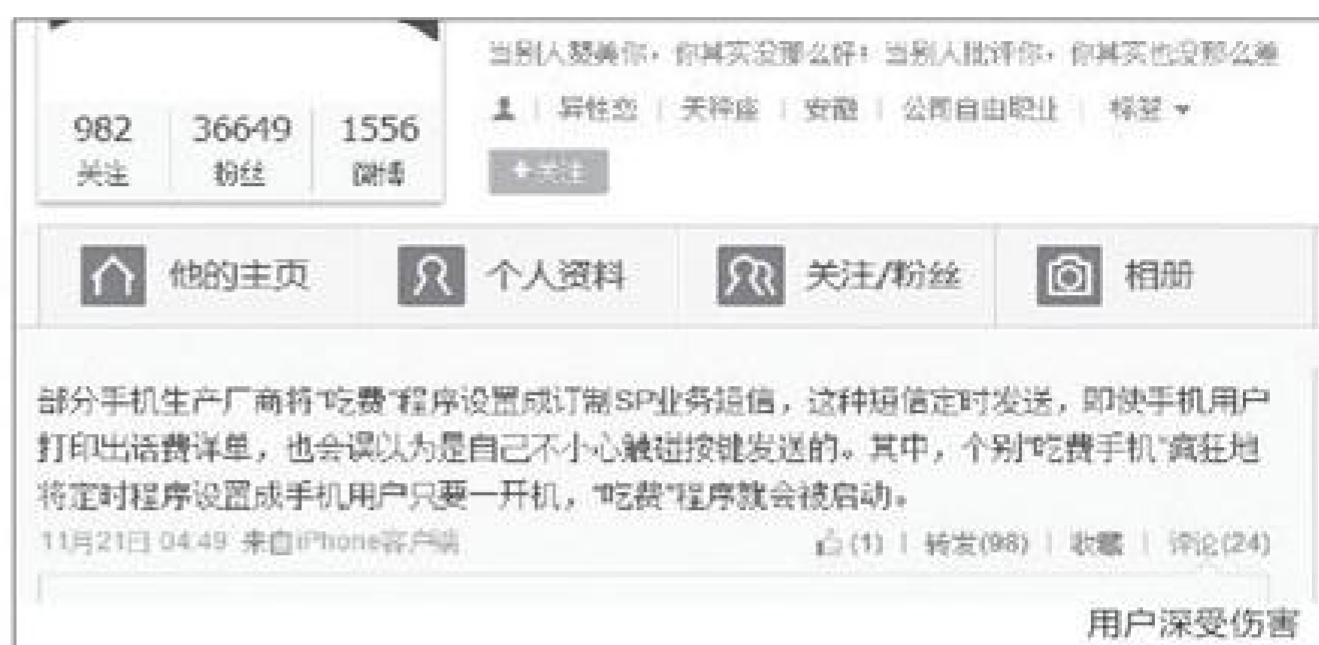 当别人赞美你，你其实没那么好；当别人批评你，你其实也没那么差
异性恋 | 天秤座 | 安徽 | 公司自由职业 | 标签
982 36649 1556
关注 粉丝 微博
+关注
他的主页 个人资料 关注/粉丝 相册
部分手机生产厂商将"吃费"程序设置成订制SP业务短信，这种短信定时发送，即使手机用户
打印出话费详单，也会误以为是自己不小心触碰按键发送的。其中，个别"吃费手机"疯狂地
将定时程序设置成手机用户只要一开机，"吃费"程序就会被启动。
11月21日 04:49 来自iPhone客户端 (1) | 转发(98) | 收藏 | 评论(24)
用户深受伤害